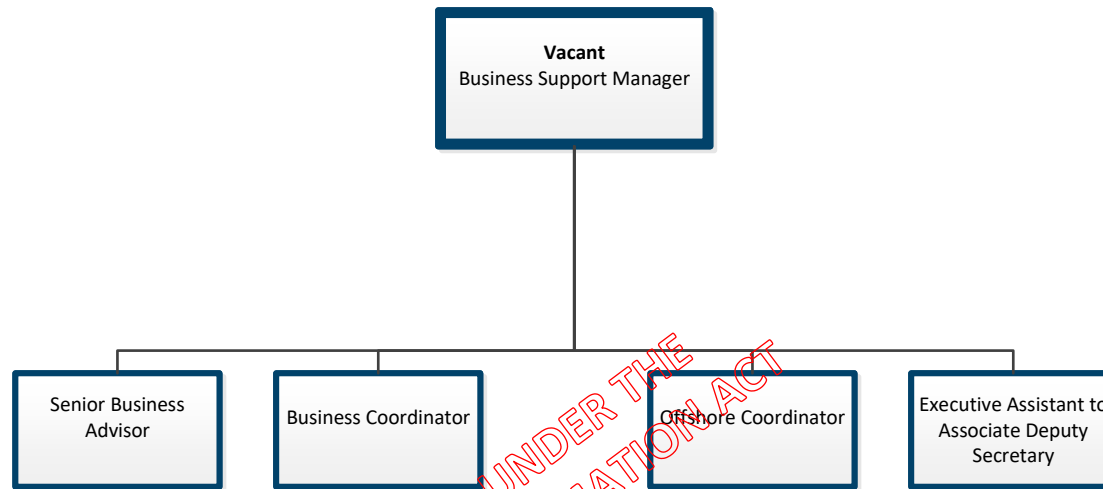 Vacant
Business Support Manager
Senior Business
Advisor
Business Coordinator
Offshore Coordinator
Executive Assistant to
Associate Deputy
Secretary
UNDER THE
ACT